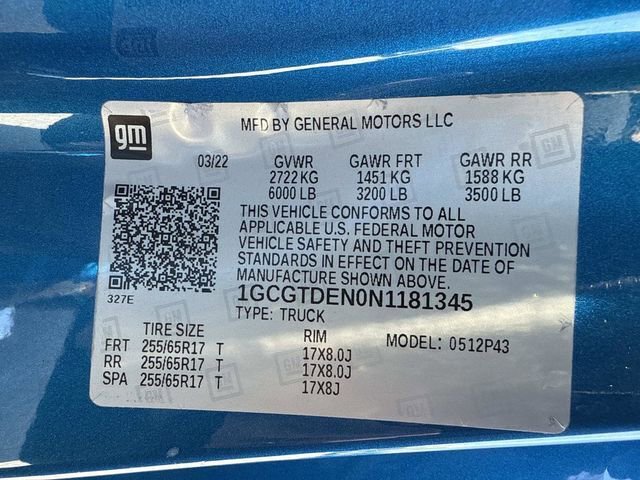 gm
MFD BY GENERAL MOTORS LLC
03/22 GVWR GAWR FRT GAWR RR
2722 KG 1451 KG 1588 KG
6000 LB 3200 LB 3500 LB
THIS VEHICLE CONFORMS TO ALL
APPLICABLE U.S. FEDERAL MOTOR
VEHICLE SAFETY AND THEFT PREVENTION
STANDARDS IN EFFECT ON THE DATE OF
MANUFACTURE SHOWN ABOVE.
327E
1GCGTDEN0N1181345
TYPE: TRUCK
TIRE SIZE RIM MODEL: 0512P43
FRT 255/65R17 T 17X8.0J
RR 255/65R17 T 17X8.0J
SPA 255/65R17 T 17X8J